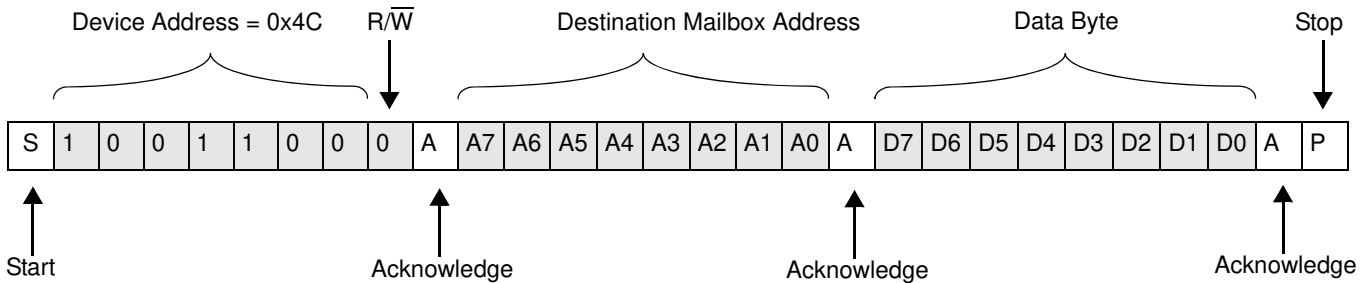 Device Address = 0x4C R/W̅ Destination Mailbox Address Data Byte Stop
S 1 0 0 1 1 0 0 0 A A7 A6 A5 A4 A3 A2 A1 A0 A D7 D6 D5 D4 D3 D2 D1 D0 A P
Start Acknowledge Acknowledge Acknowledge